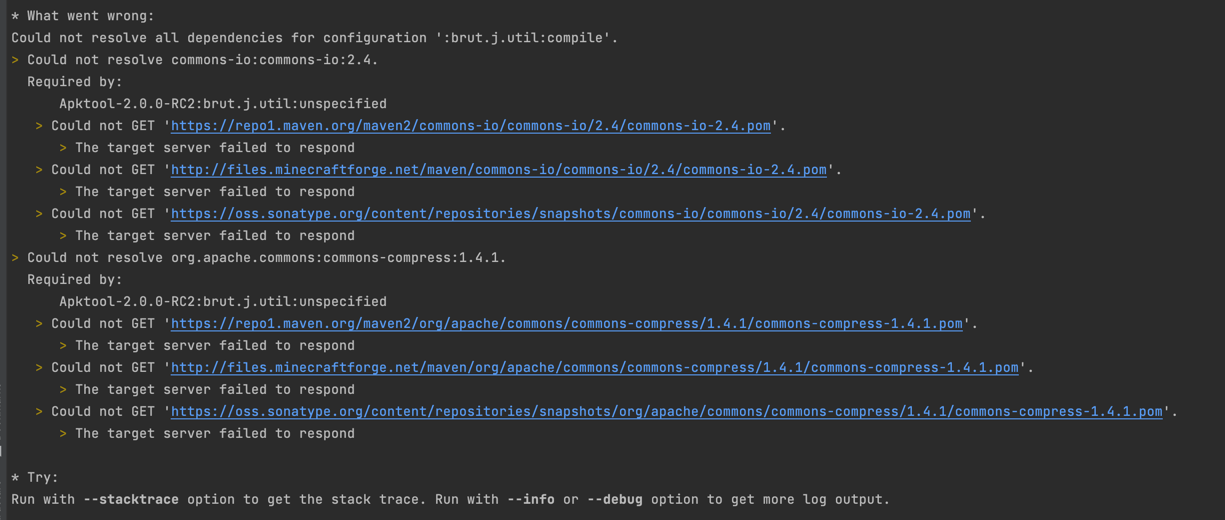 * What went wrong:
Could not resolve all dependencies for configuration ':brut.j.util:compile'.
> Could not resolve commons-io:commons-io:2.4.
Required by:
Apktool-2.0.0-RC2:brut.j.util:unspecified
> Could not GET 'https://repo1.maven.org/maven2/commons-io/commons-io/2.4/commons-io-2.4.pom'.
> The target server failed to respond
> Could not GET 'http://files.minecraftforge.net/maven/commons-io/commons-io/2.4/commons-io-2.4.pom'.
> The target server failed to respond
> Could not GET 'https://oss.sonatype.org/content/repositories/snapshots/commons-io/commons-io/2.4/commons-io-2.4.pom'.
> The target server failed to respond
> Could not resolve org.apache.commons:commons-compress:1.4.1.
Required by:
Apktool-2.0.0-RC2:brut.j.util:unspecified
> Could not GET 'https://repo1.maven.org/maven2/org/apache/commons/commons-compress/1.4.1/commons-compress-1.4.1.pom'.
> The target server failed to respond
> Could not GET 'http://files.minecraftforge.net/maven/org/apache/commons/commons-compress/1.4.1/commons-compress-1.4.1.pom'.
> The target server failed to respond
> Could not GET 'https://oss.sonatype.org/content/repositories/snapshots/org/apache/commons/commons-compress/1.4.1/commons-compress-1.4.1.pom'.
> The target server failed to respond
* Try:
Run with --stacktrace option to get the stack trace. Run with --info or --debug option to get more log output.